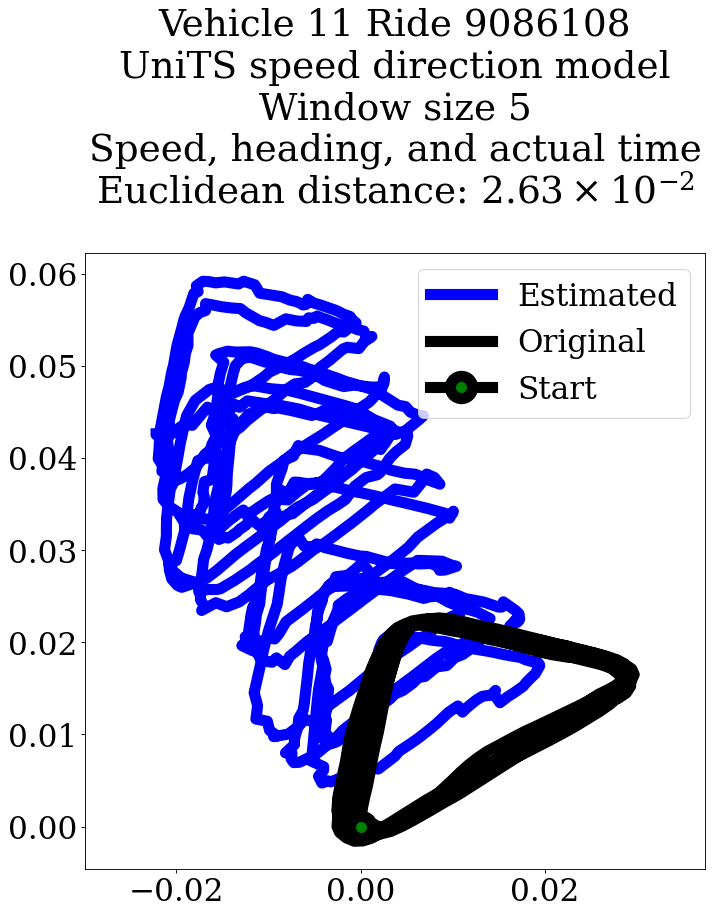 Vehicle 11 Ride 9086108
UniTS speed direction model
Window size 5
Speed, heading, and actual time
Euclidean distance: 2.63 × 10⁻²
Estimated
Original
Start
0.06
0.05
0.04
0.03
0.02
0.01
0.00
−0.02 0.00 0.02